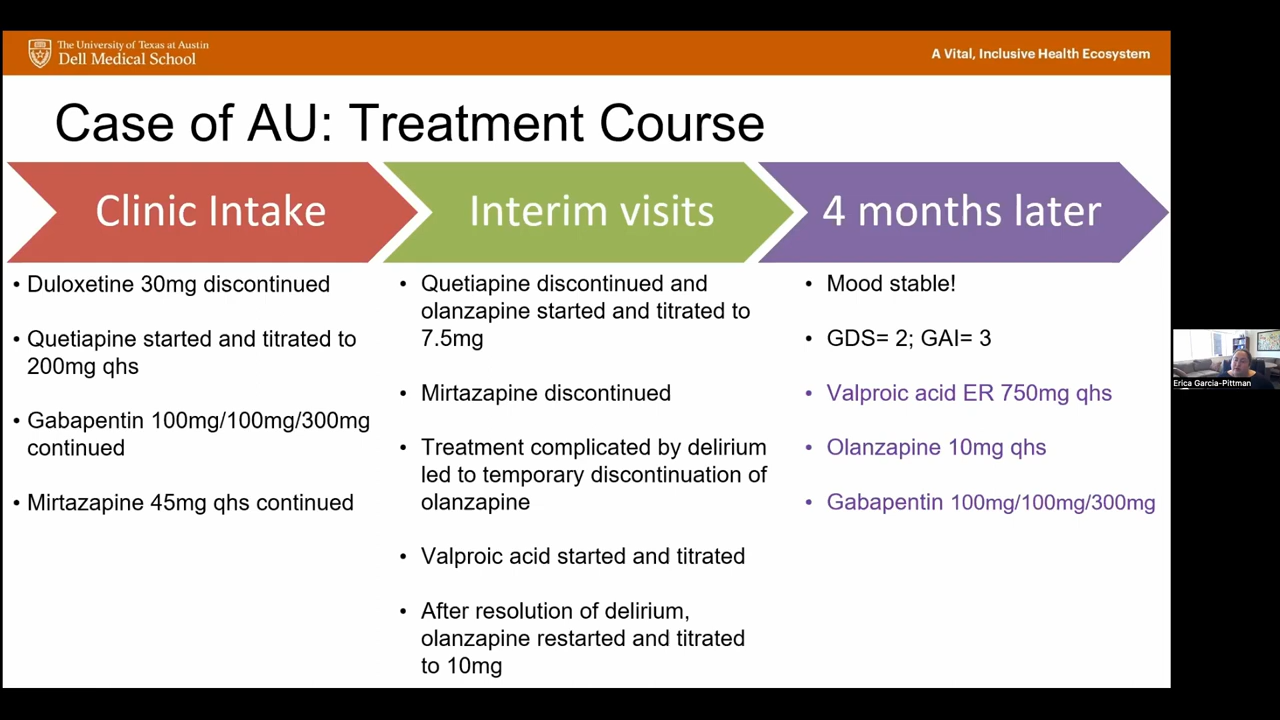 The University of Texas at Austin
Dell Medical School
A Vital, Inclusive Health Ecosystem
Case of AU: Treatment Course
Clinic Intake
• Duloxetine 30mg discontinued
• Quetiapine started and titrated to
200mg qhs
• Gabapentin 100mg/100mg/300mg
continued
• Mirtazapine 45mg qhs continued
Interim visits
• Quetiapine discontinued and
olanzapine started and titrated to
7.5mg
• Mirtazapine discontinued
• Treatment complicated by delirium
led to temporary discontinuation of
olanzapine
• Valproic acid started and titrated
• After resolution of delirium,
olanzapine restarted and titrated
to 10mg
4 months later
• Mood stable!
• GDS= 2; GAI= 3
• Valproic acid ER 750mg qhs
• Olanzapine 10mg qhs
• Gabapentin 100mg/100mg/300mg
Erica Garcia-Pittman